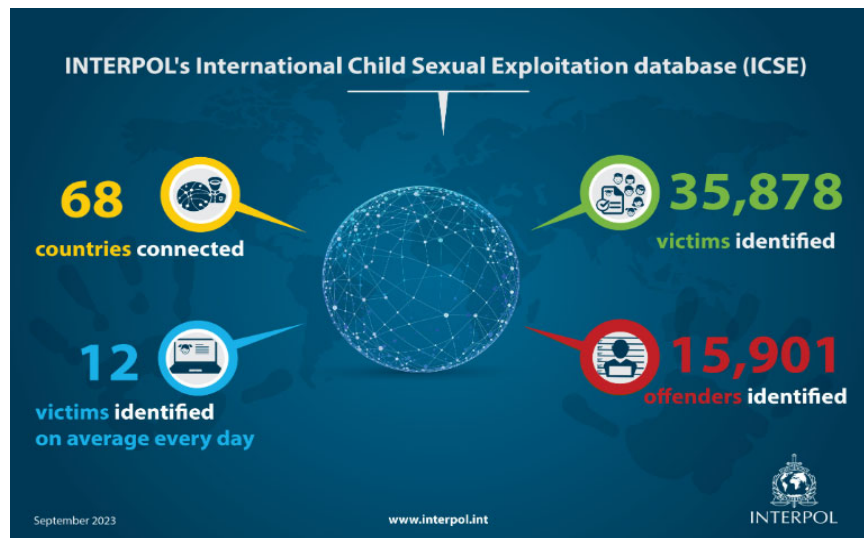 INTERPOL's International Child Sexual Exploitation database (ICSE)
68
countries connected
35,878
victims identified
12
victims identified
on average every day
15,901
offenders identified
September 2023
www.interpol.int
INTERPOL